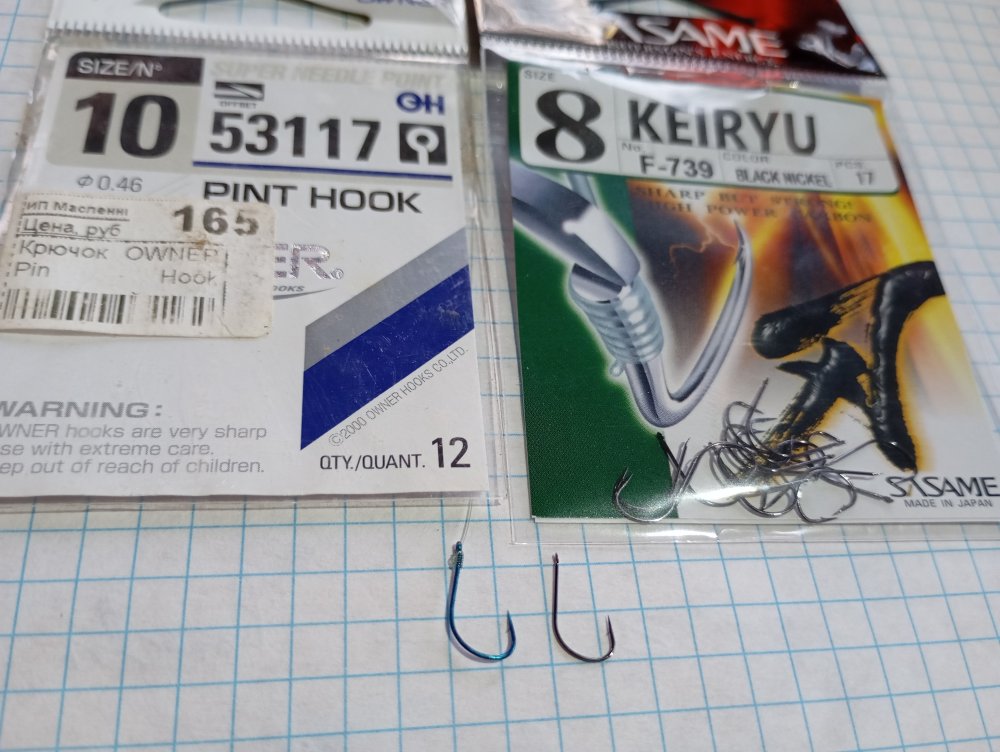 SIZE/N°
10
SUPER NEEDLE POINT
OFFSET
53117
Ø 0.46
PINT HOOK
Цена, руб 165
Крючок OWNER
Pin Hook
ER
WARNING:
WNER hooks are very sharp
se with extreme care.
ep out of reach of children.
©2000 OWNER HOOKS CO.,LTD.
QTY./QUANT. 12
SASAME
SIZE
8
KEIRYU
No. F-739
COLOR BLACK NICKEL
PCS 17
SHARP BUT STRONG!
HIGH POWER CARBON
SASAME
MADE IN JAPAN